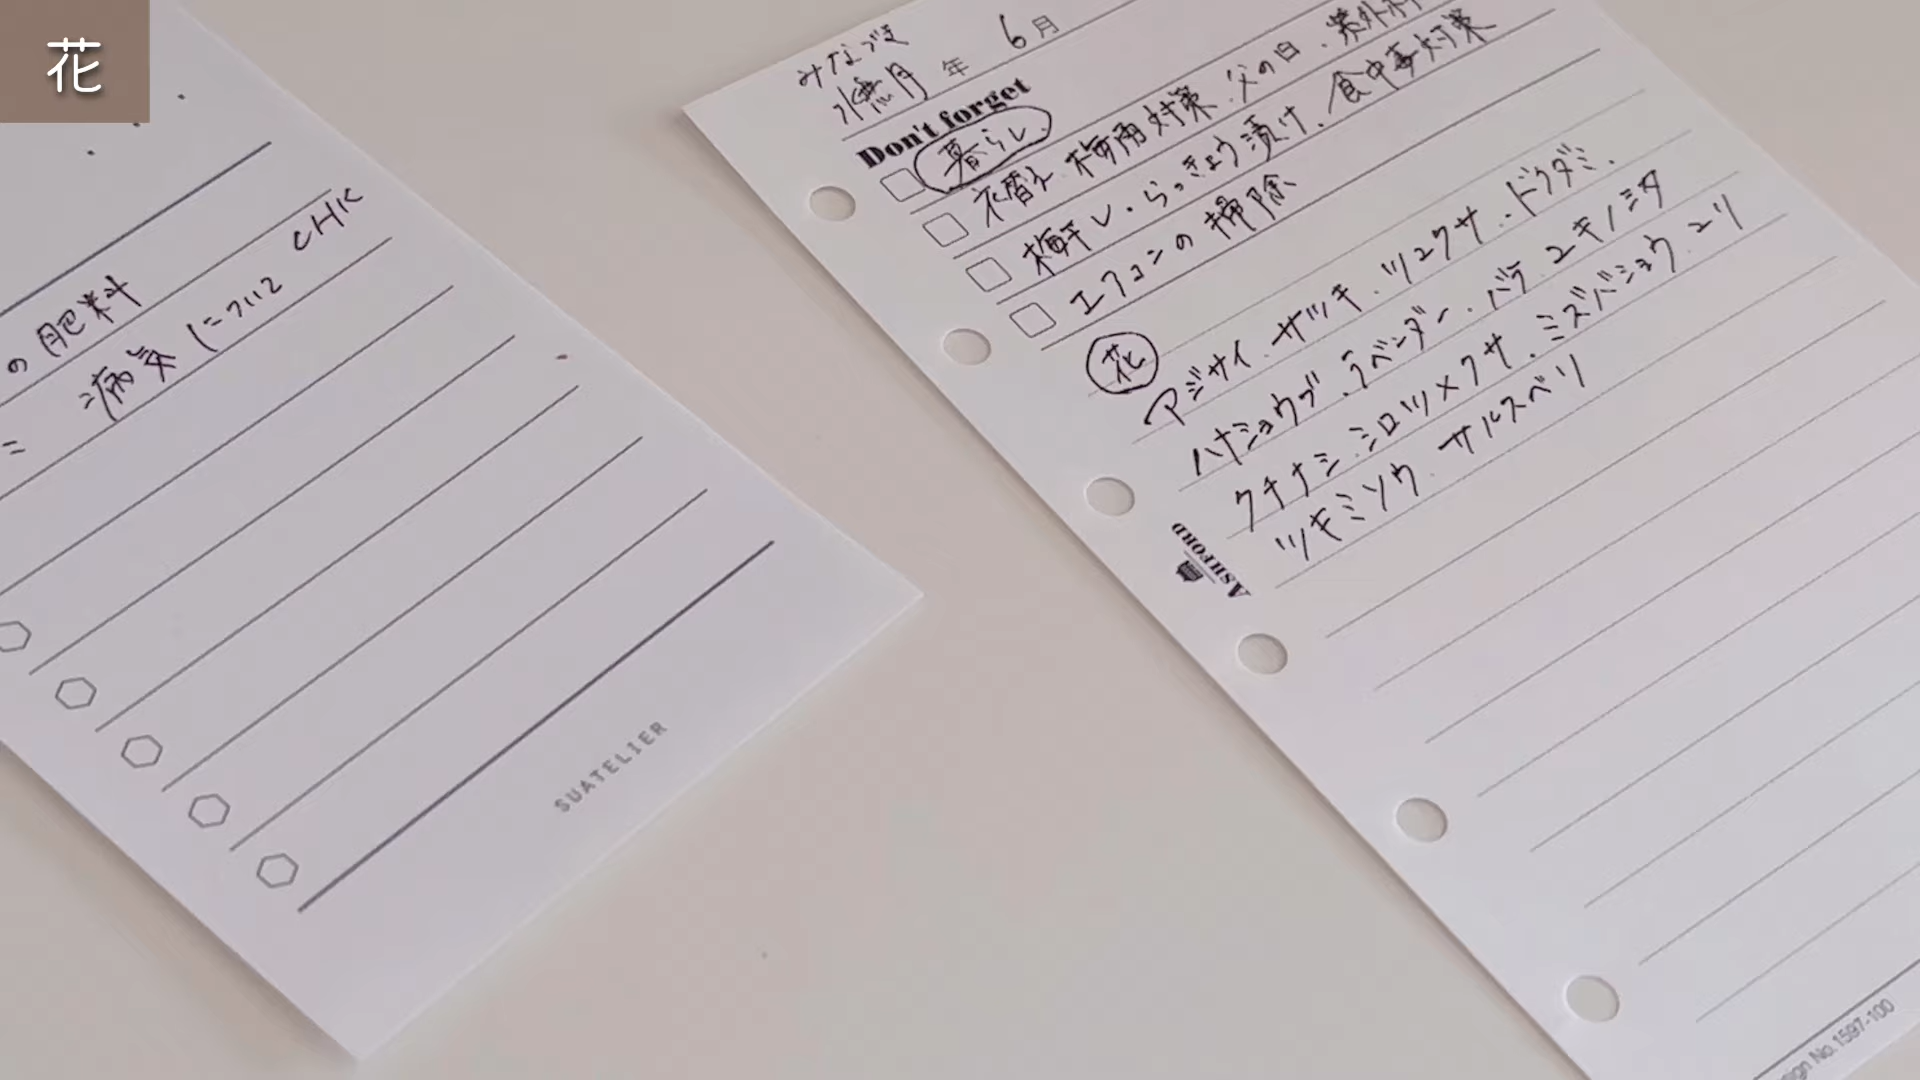 花
の肥料
病気について CHK
SUATELIER
みなづき
水無月 年 6月
Don't forget
暮らし
衣替え・梅雨対策・父の日・紫外
梅干し・らっきょう漬け、食中毒対策
エアコンの掃除
花
アジサイ・サツキ・ツユクサ・ドクダミ・
ハナショウブ・ラベンダー・バラ・ユキノシタ
クチナシ・シロツメクサ・ミズバショウ・ユリ
ツキミソウ・サルスベリ
ASHFORD
sign No.1597-100